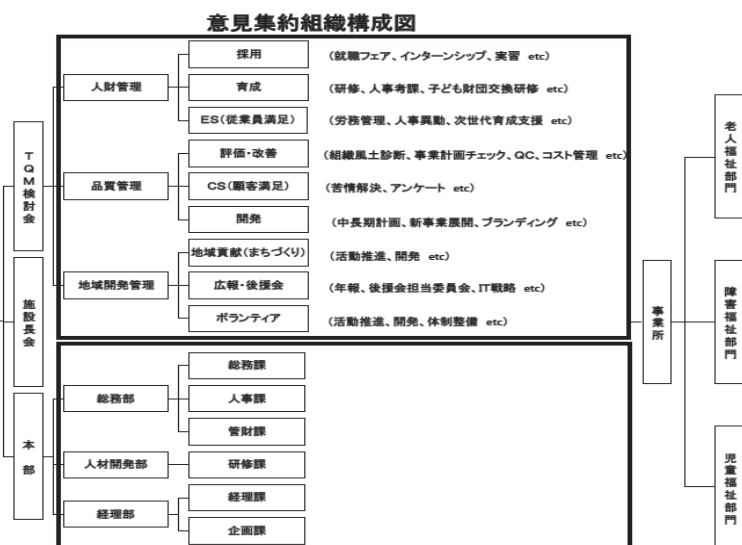 意見集約組織構成図
TQM検討会
施設長会
本部
人財管理
採用
(就職フェア、インターンシップ、実習 etc)
育成
(研修、人事考課、子ども財団交換研修 etc)
ES(従業員満足)
(労務管理、人事異動、次世代育成支援 etc)
品質管理
評価・改善
(組織風土診断、事業計画チェック、QC、コスト管理 etc)
CS(顧客満足)
(苦情解決、アンケート etc)
開発
(中長期計画、新事業展開、ブランディング etc)
地域開発管理
地域貢献(まちづくり)
(活動推進、開発 etc)
広報・後援会
(年報、後援会担当委員会、IT戦略 etc)
ボランティア
(活動推進、開発、体制整備 etc)
総務部
総務課
人事課
管財課
人材開発部
研修課
経理部
経理課
企画課
事業所
老人福祉部門
障害福祉部門
児童福祉部門